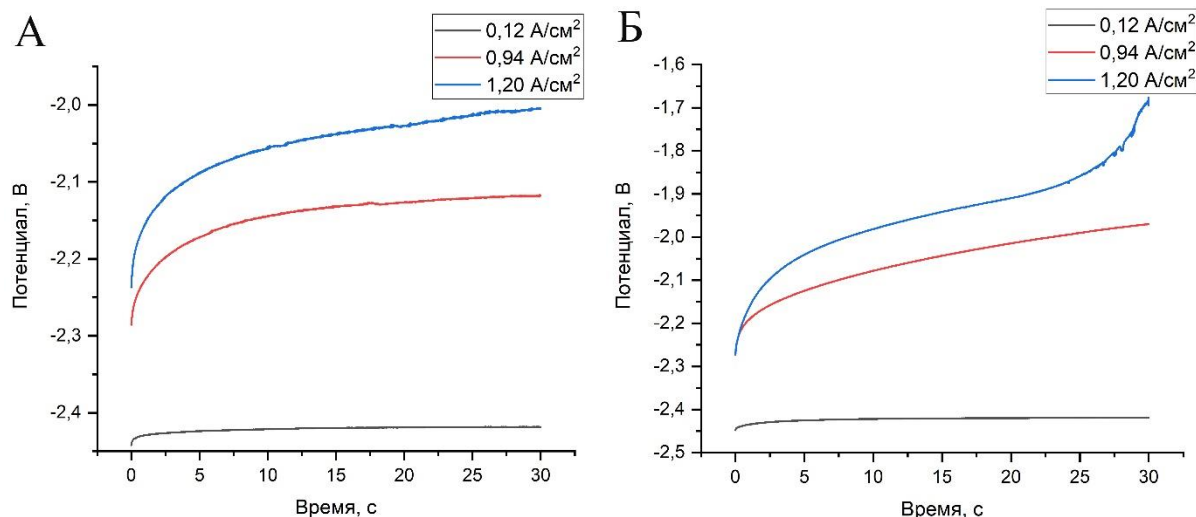 А
0,12 А/см²
0,94 А/см²
1,20 А/см²
-2,0
-2,1
-2,2
-2,3
-2,4
Потенциал, В
0 5 10 15 20 25 30
Время, с
Б
0,12 А/см²
0,94 А/см²
1,20 А/см²
-1,6
-1,7
-1,8
-1,9
-2,0
-2,1
-2,2
-2,3
-2,4
-2,5
Потенциал, В
0 5 10 15 20 25 30
Время, с